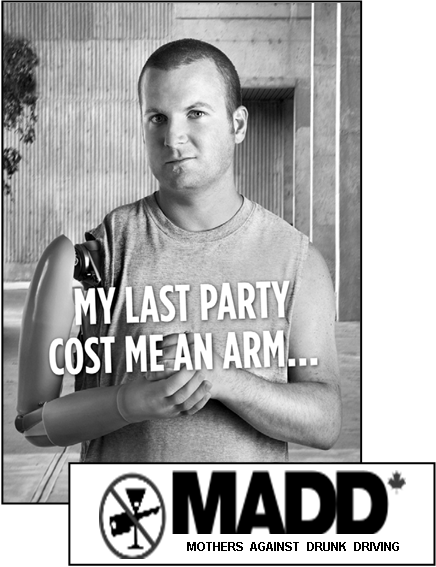 MY LAST PARTY
COST ME AN ARM...
MADD
MOTHERS AGAINST DRUNK DRIVING